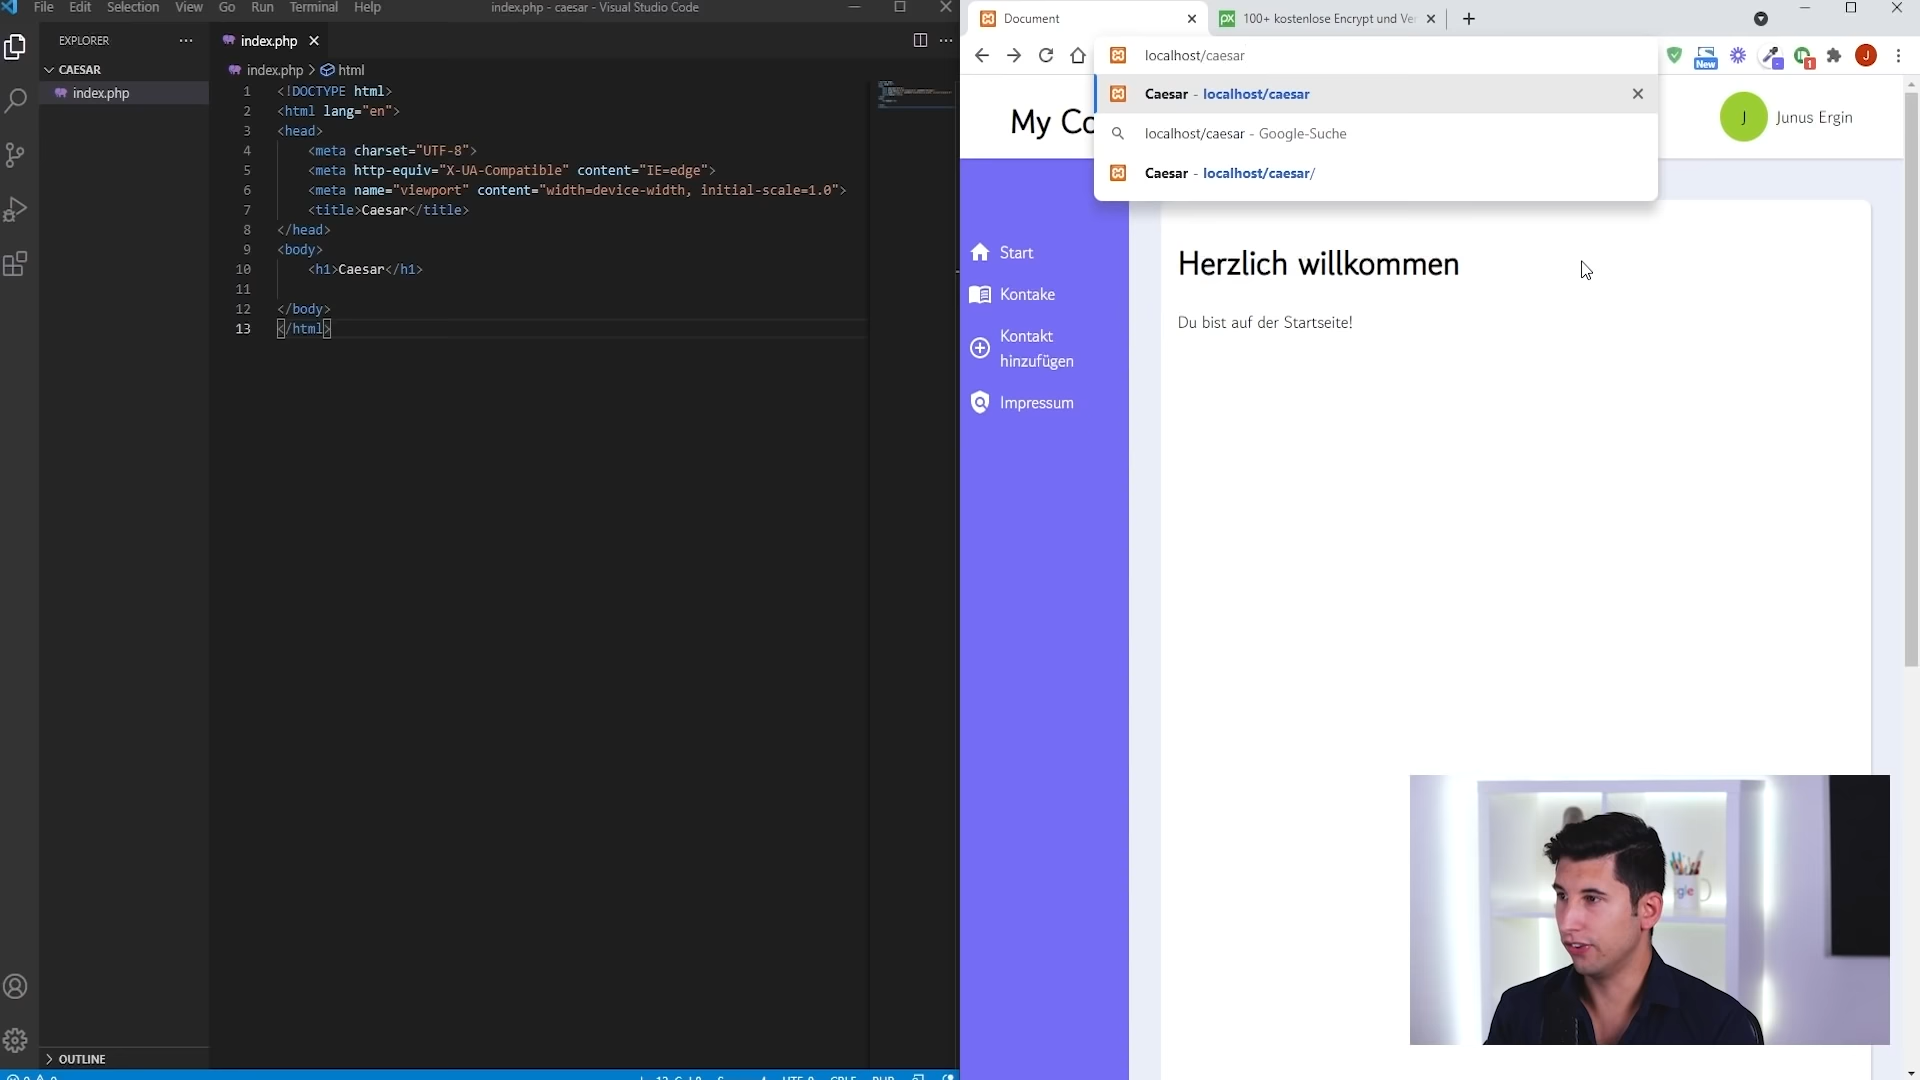 File Edit Selection View Go Run Terminal Help
index.php - caesar - Visual Studio Code
EXPLORER
CAESAR
index.php
OUTLINE
index.php
index.php > html
1 <!DOCTYPE html>
2 <html lang="en">
3 <head>
4 <meta charset="UTF-8">
5 <meta http-equiv="X-UA-Compatible" content="IE=edge">
6 <meta name="viewport" content="width=device-width, initial-scale=1.0">
7 <title>Caesar</title>
8 </head>
9 <body>
10 <h1>Caesar</h1>
11
12 </body>
13 </html>
Document
100+ kostenlose Encrypt und
localhost/caesar
New
1
J
Caesar - localhost/caesar
localhost/caesar - Google-Suche
Caesar - localhost/caesar/
My
J
Junus Ergin
Start
Kontake
Kontakt
hinzufügen
Impressum
Herzlich willkommen
Du bist auf der Startseite!